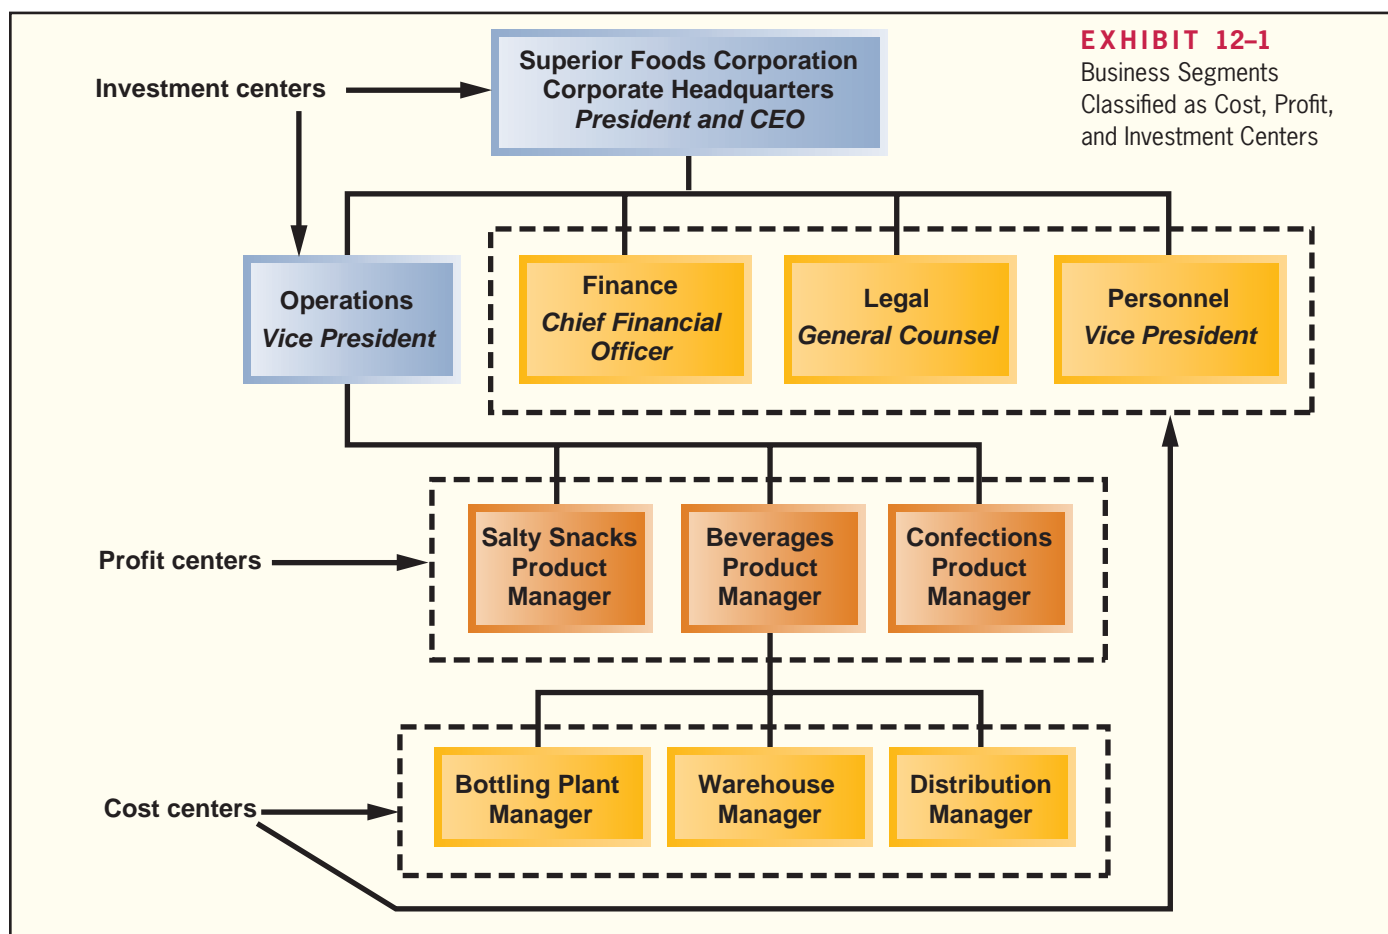 EXHIBIT 12–1
Business Segments
Classified as Cost, Profit,
and Investment Centers
Superior Foods Corporation
Corporate Headquarters
President and CEO
Investment centers
Operations
Vice President
Finance
Chief Financial
Officer
Legal
General Counsel
Personnel
Vice President
Profit centers
Salty Snacks
Product
Manager
Beverages
Product
Manager
Confections
Product
Manager
Cost centers
Bottling Plant
Manager
Warehouse
Manager
Distribution
Manager